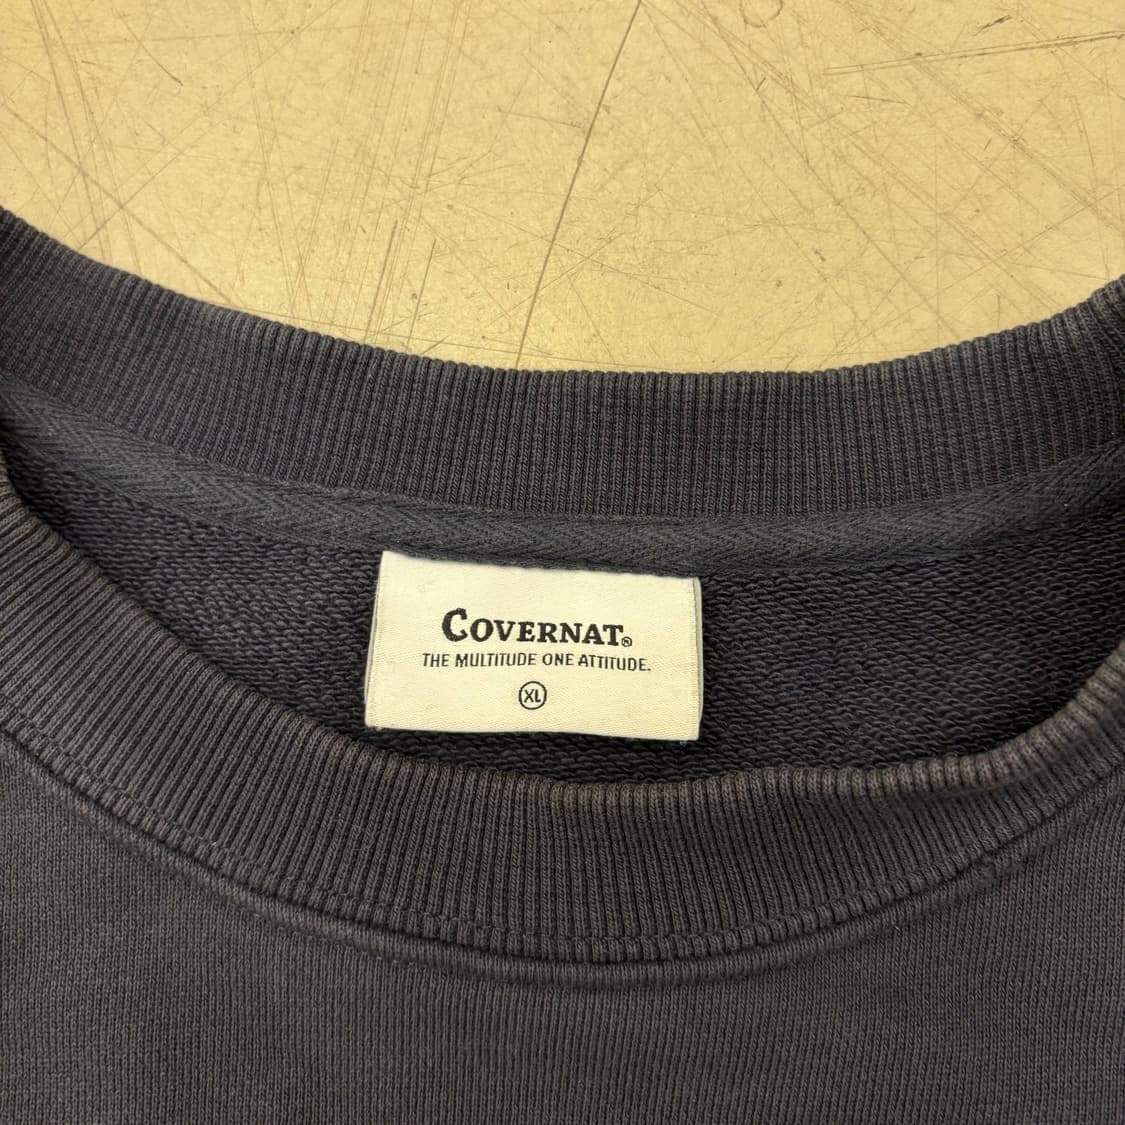 COVERNAT®
THE MULTITUDE ONE ATTITUDE.
XL